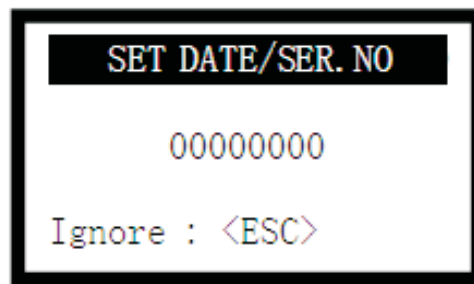 SET DATE/SER. NO
00000000
Ignore : <ESC>